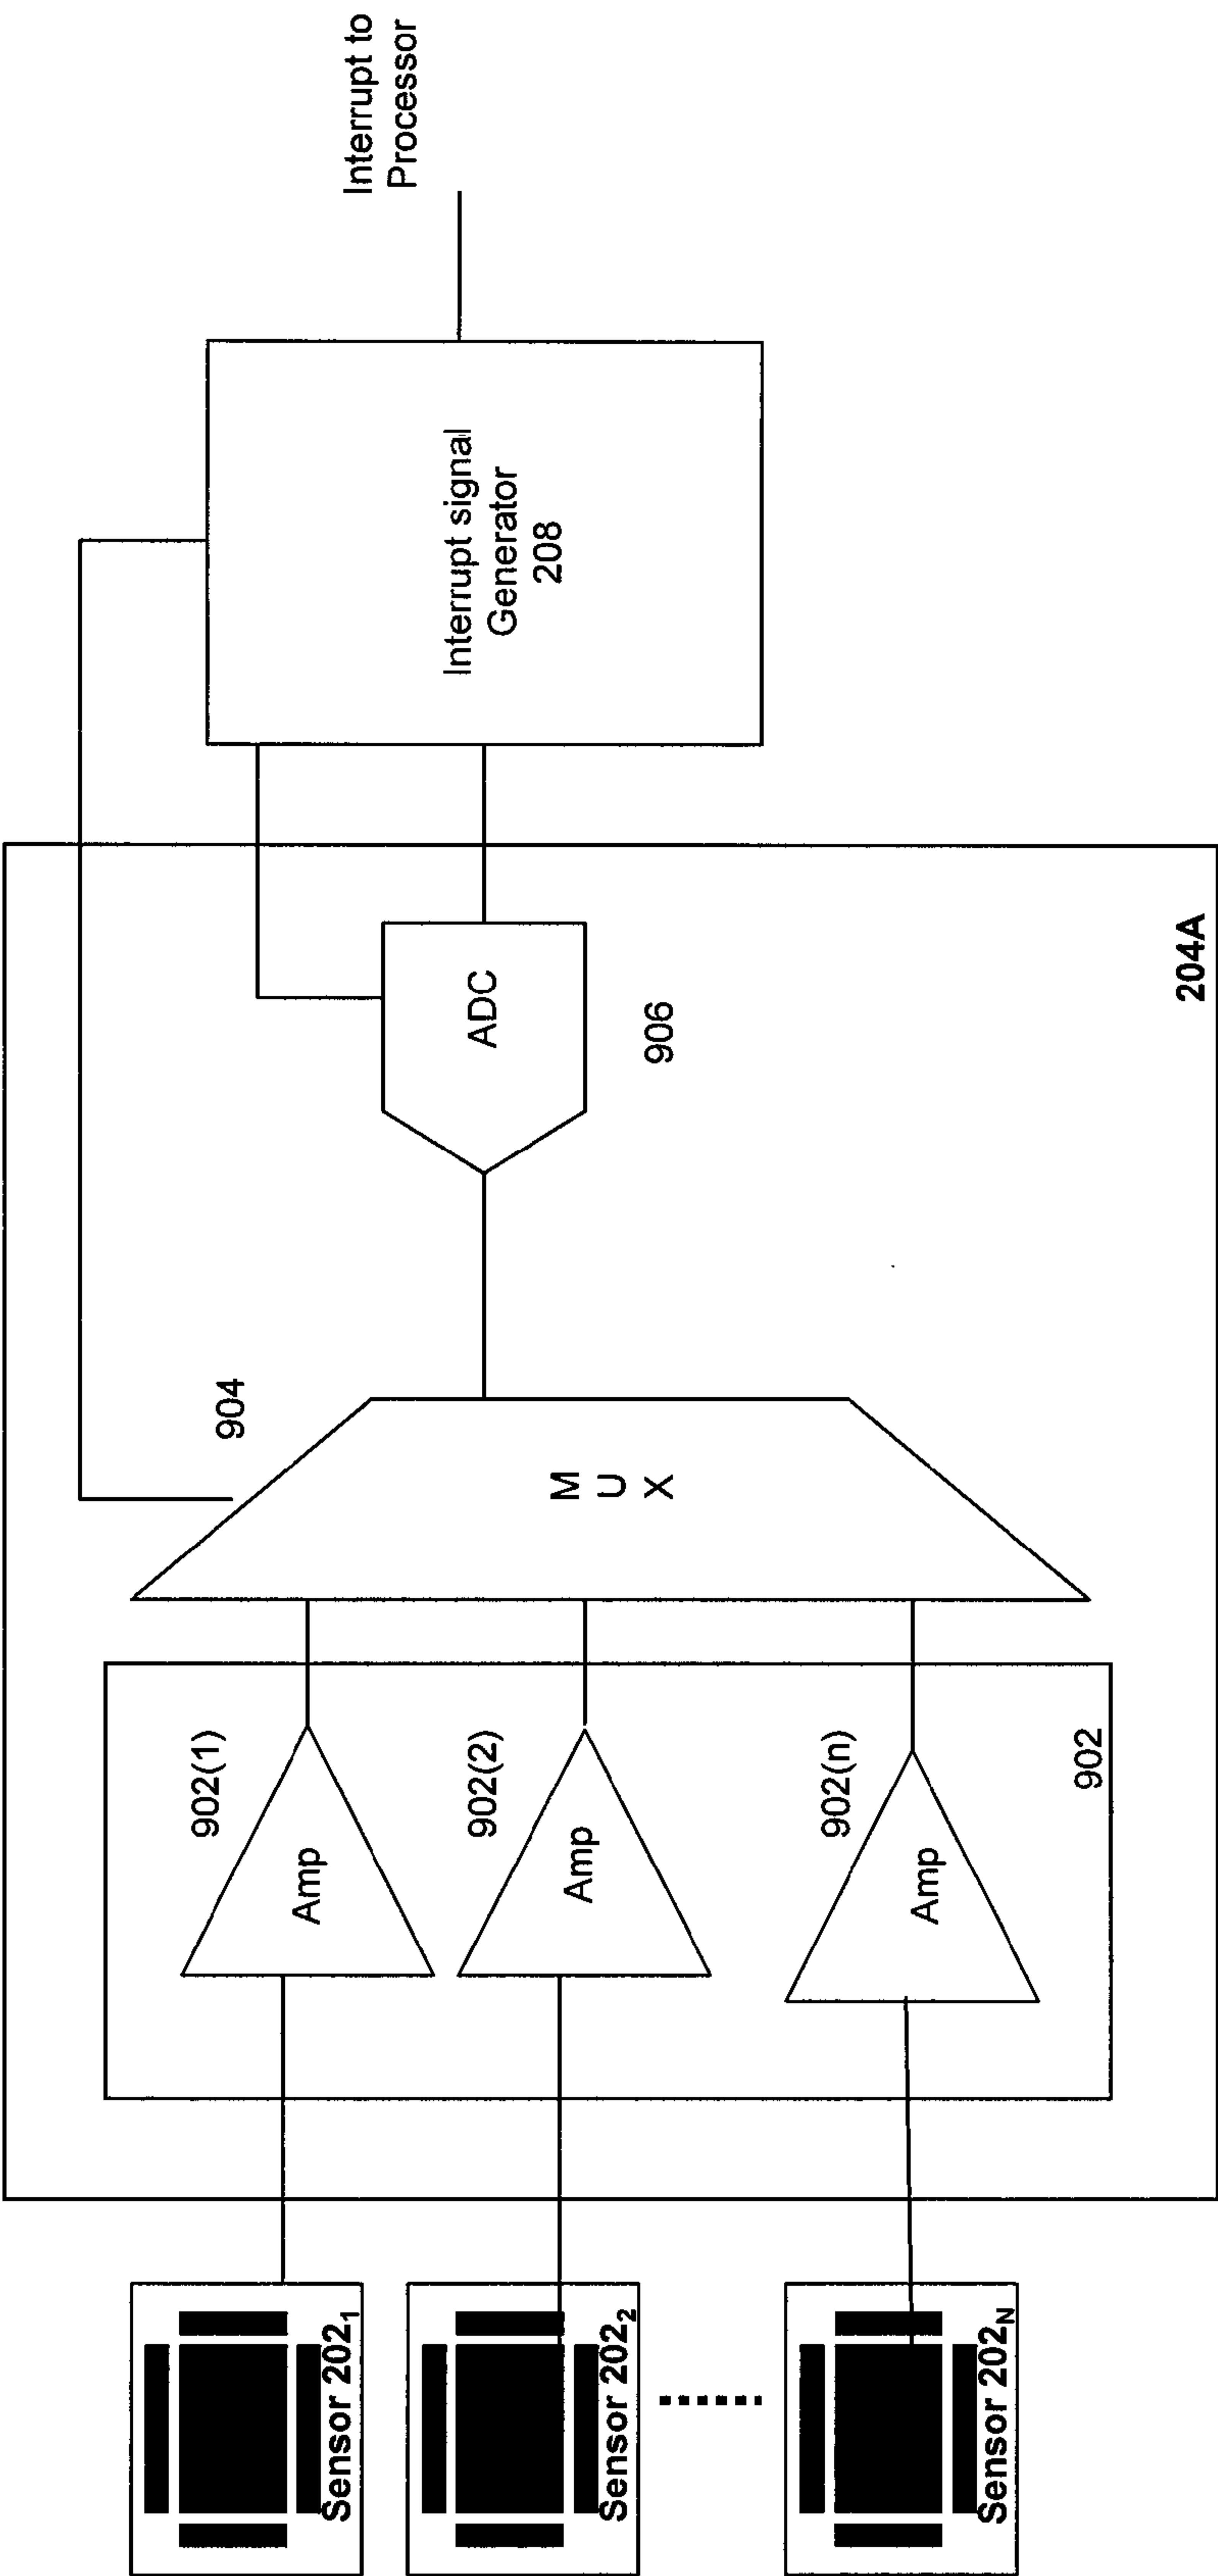 Sensor 202₁
Sensor 202₂
Sensor 202ₙ
902(1)
Amp
902(2)
Amp
902(n)
Amp
902
904
M
U
X
ADC
906
204A
Interrupt signal
Generator
208
Interrupt to
Processor